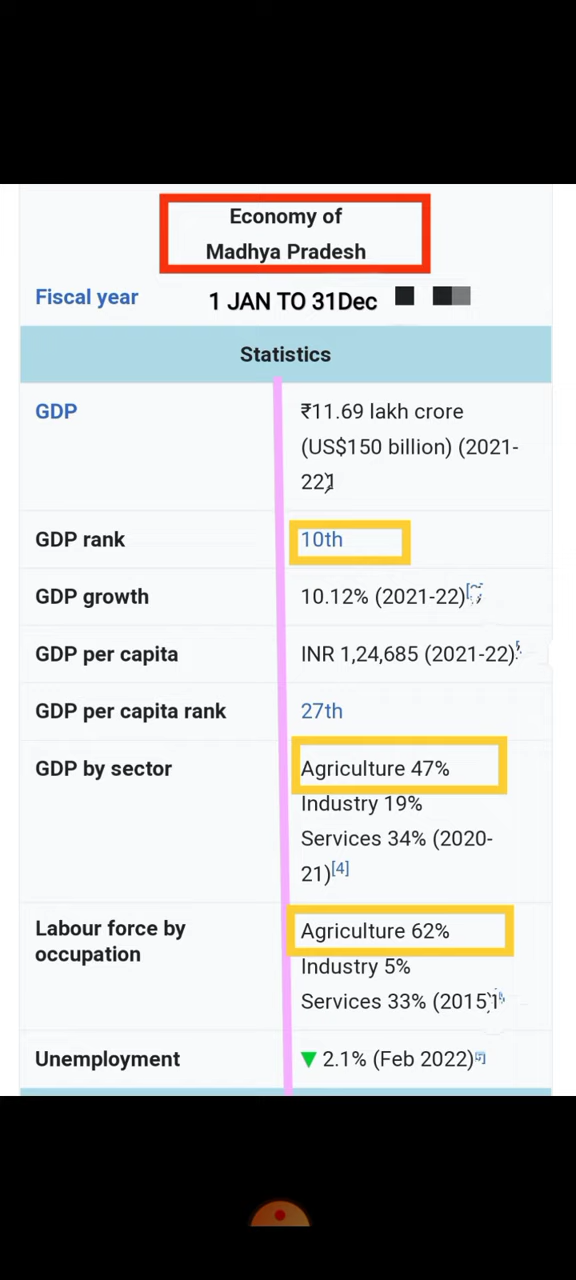 Economy of
Madhya Pradesh
Fiscal year 1 JAN TO 31Dec
Statistics
GDP ₹11.69 lakh crore
(US$150 billion) (2021-
22)
GDP rank 10th
GDP growth 10.12% (2021-22)
GDP per capita INR 1,24,685 (2021-22)
GDP per capita rank 27th
GDP by sector Agriculture 47%
Industry 19%
Services 34% (2020-
21)[4]
Labour force by Agriculture 62%
occupation Industry 5%
Services 33% (2015)
Unemployment ▼ 2.1% (Feb 2022)